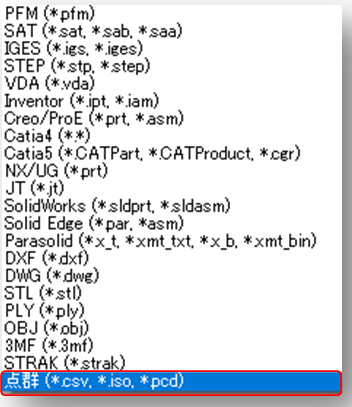 PFM (*.pfm)
SAT (*.sat, *.sab, *.saa)
IGES (*.igs, *.iges)
STEP (*.stp, *.step)
VDA (*.vda)
Inventor (*.ipt, *.iam)
Creo/ProE (*.prt, *.asm)
Catia4 (*.*)
Catia5 (*.CATPart, *.CATProduct, *.cgr)
NX/UG (*.prt)
JT (*.jt)
SolidWorks (*.sldprt, *.sldasm)
Solid Edge (*.par, *.asm)
Parasolid (*.x_t, *.xmt_txt, *.x_b, *.xmt_bin)
DXF (*.dxf)
DWG (*.dwg)
STL (*.stl)
PLY (*.ply)
OBJ (*.obj)
3MF (*.3mf)
STRAK (*.strak)
点群 (*.csv, *.iso, *.pcd)